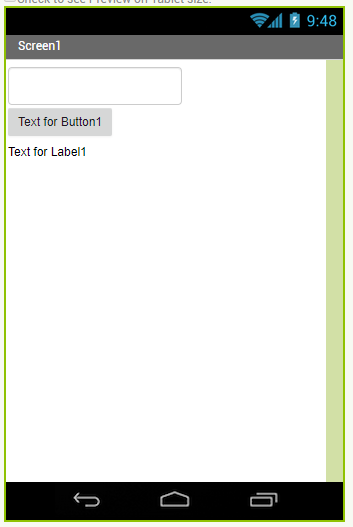 Check to see Preview on Tablet size.
9:48
Screen1
Text for Button1
Text for Label1